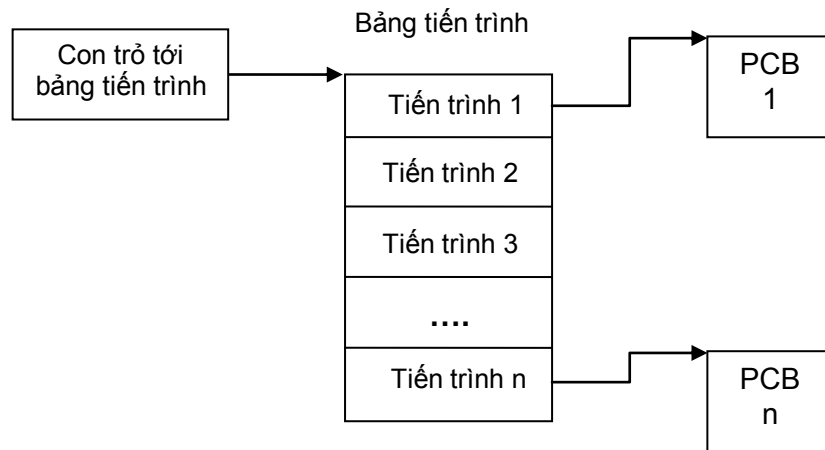 Bảng tiến trình
Con trỏ tới
bảng tiến trình
Tiến trình 1
Tiến trình 2
Tiến trình 3
....
Tiến trình n
PCB
1
PCB
n